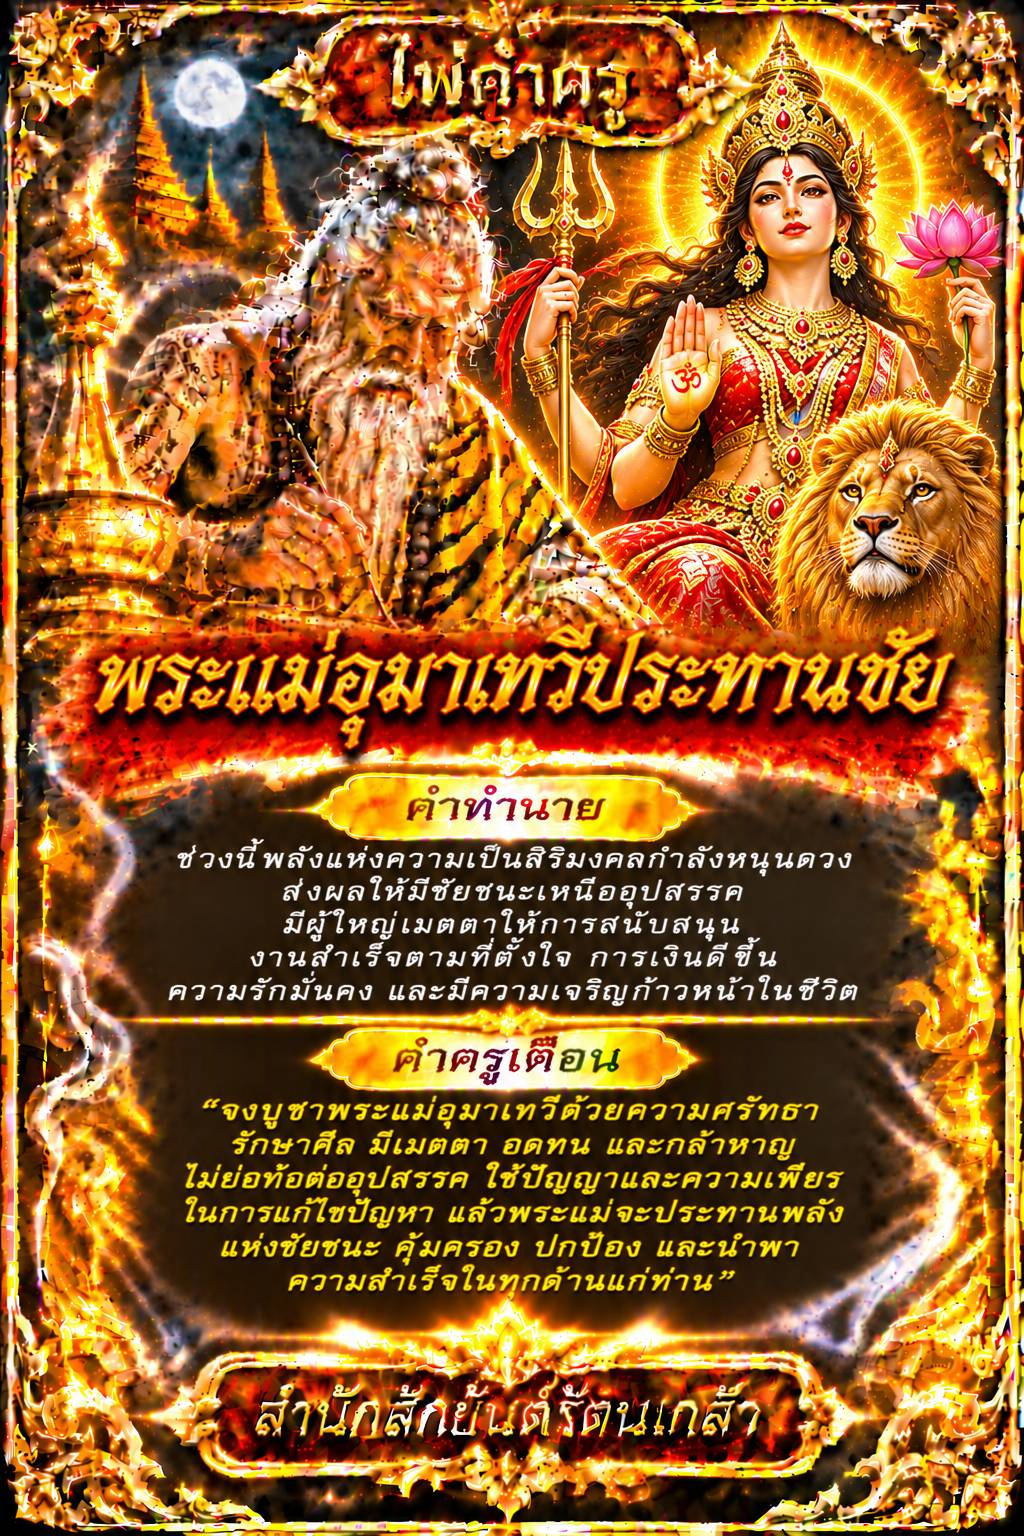 ไพ่คำครู
พระแม่อุมาเทวีประทานชัย
คำทำนาย
ช่วงนี้พลังแห่งความเป็นสิริมงคลกำลังหนุนดวง
ส่งผลให้มีชัยชนะเหนืออุปสรรค
มีผู้ใหญ่เมตตาให้การสนับสนุน
งานสำเร็จตามที่ตั้งใจ การเงินดีขึ้น
ความรักมั่นคง และมีความเจริญก้าวหน้าในชีวิต
คำครูเตือน
“จงบูชาพระแม่อุมาเทวีด้วยความศรัทธา
รักษาศีล มีเมตตา อดทน และกล้าหาญ
ไม่ย่อท้อต่ออุปสรรค ใช้ปัญญาและความเพียร
ในการแก้ไขปัญหา แล้วพระแม่จะประทานพลัง
แห่งชัยชนะ คุ้มครอง ปกป้อง และนำพา
ความสำเร็จในทุกด้านแก่ท่าน”
สำนักสักยันต์รัตนเกล้า